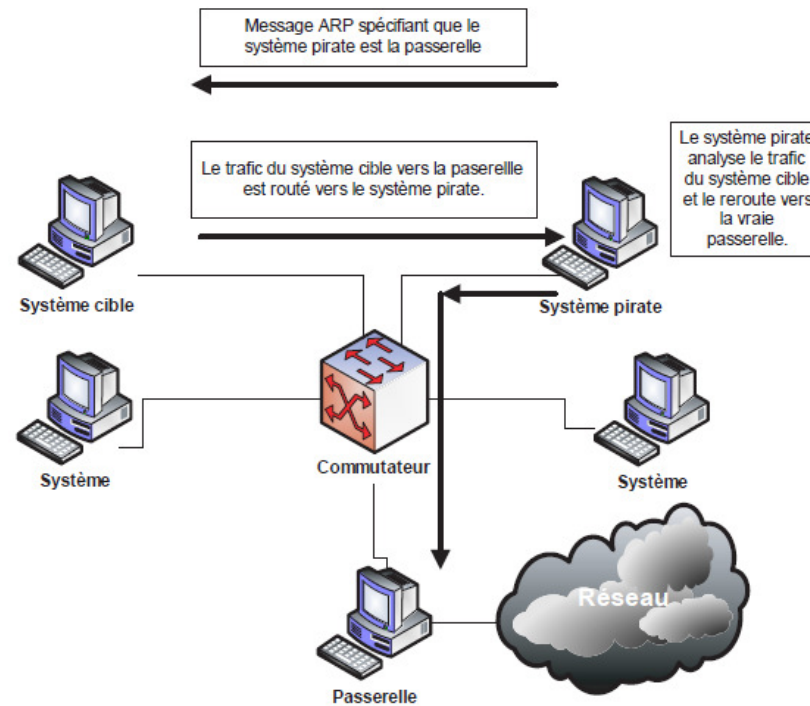 Message ARP spécifiant que le
système pirate est la passerelle
Le trafic du système cible vers la paserellle
est routé vers le système pirate.
Le système pirate
analyse le trafic
du système cible
et le reroute vers
la vraie
passerelle.
Système cible
Système pirate
Système
Commutateur
Système
Réseau
Passerelle